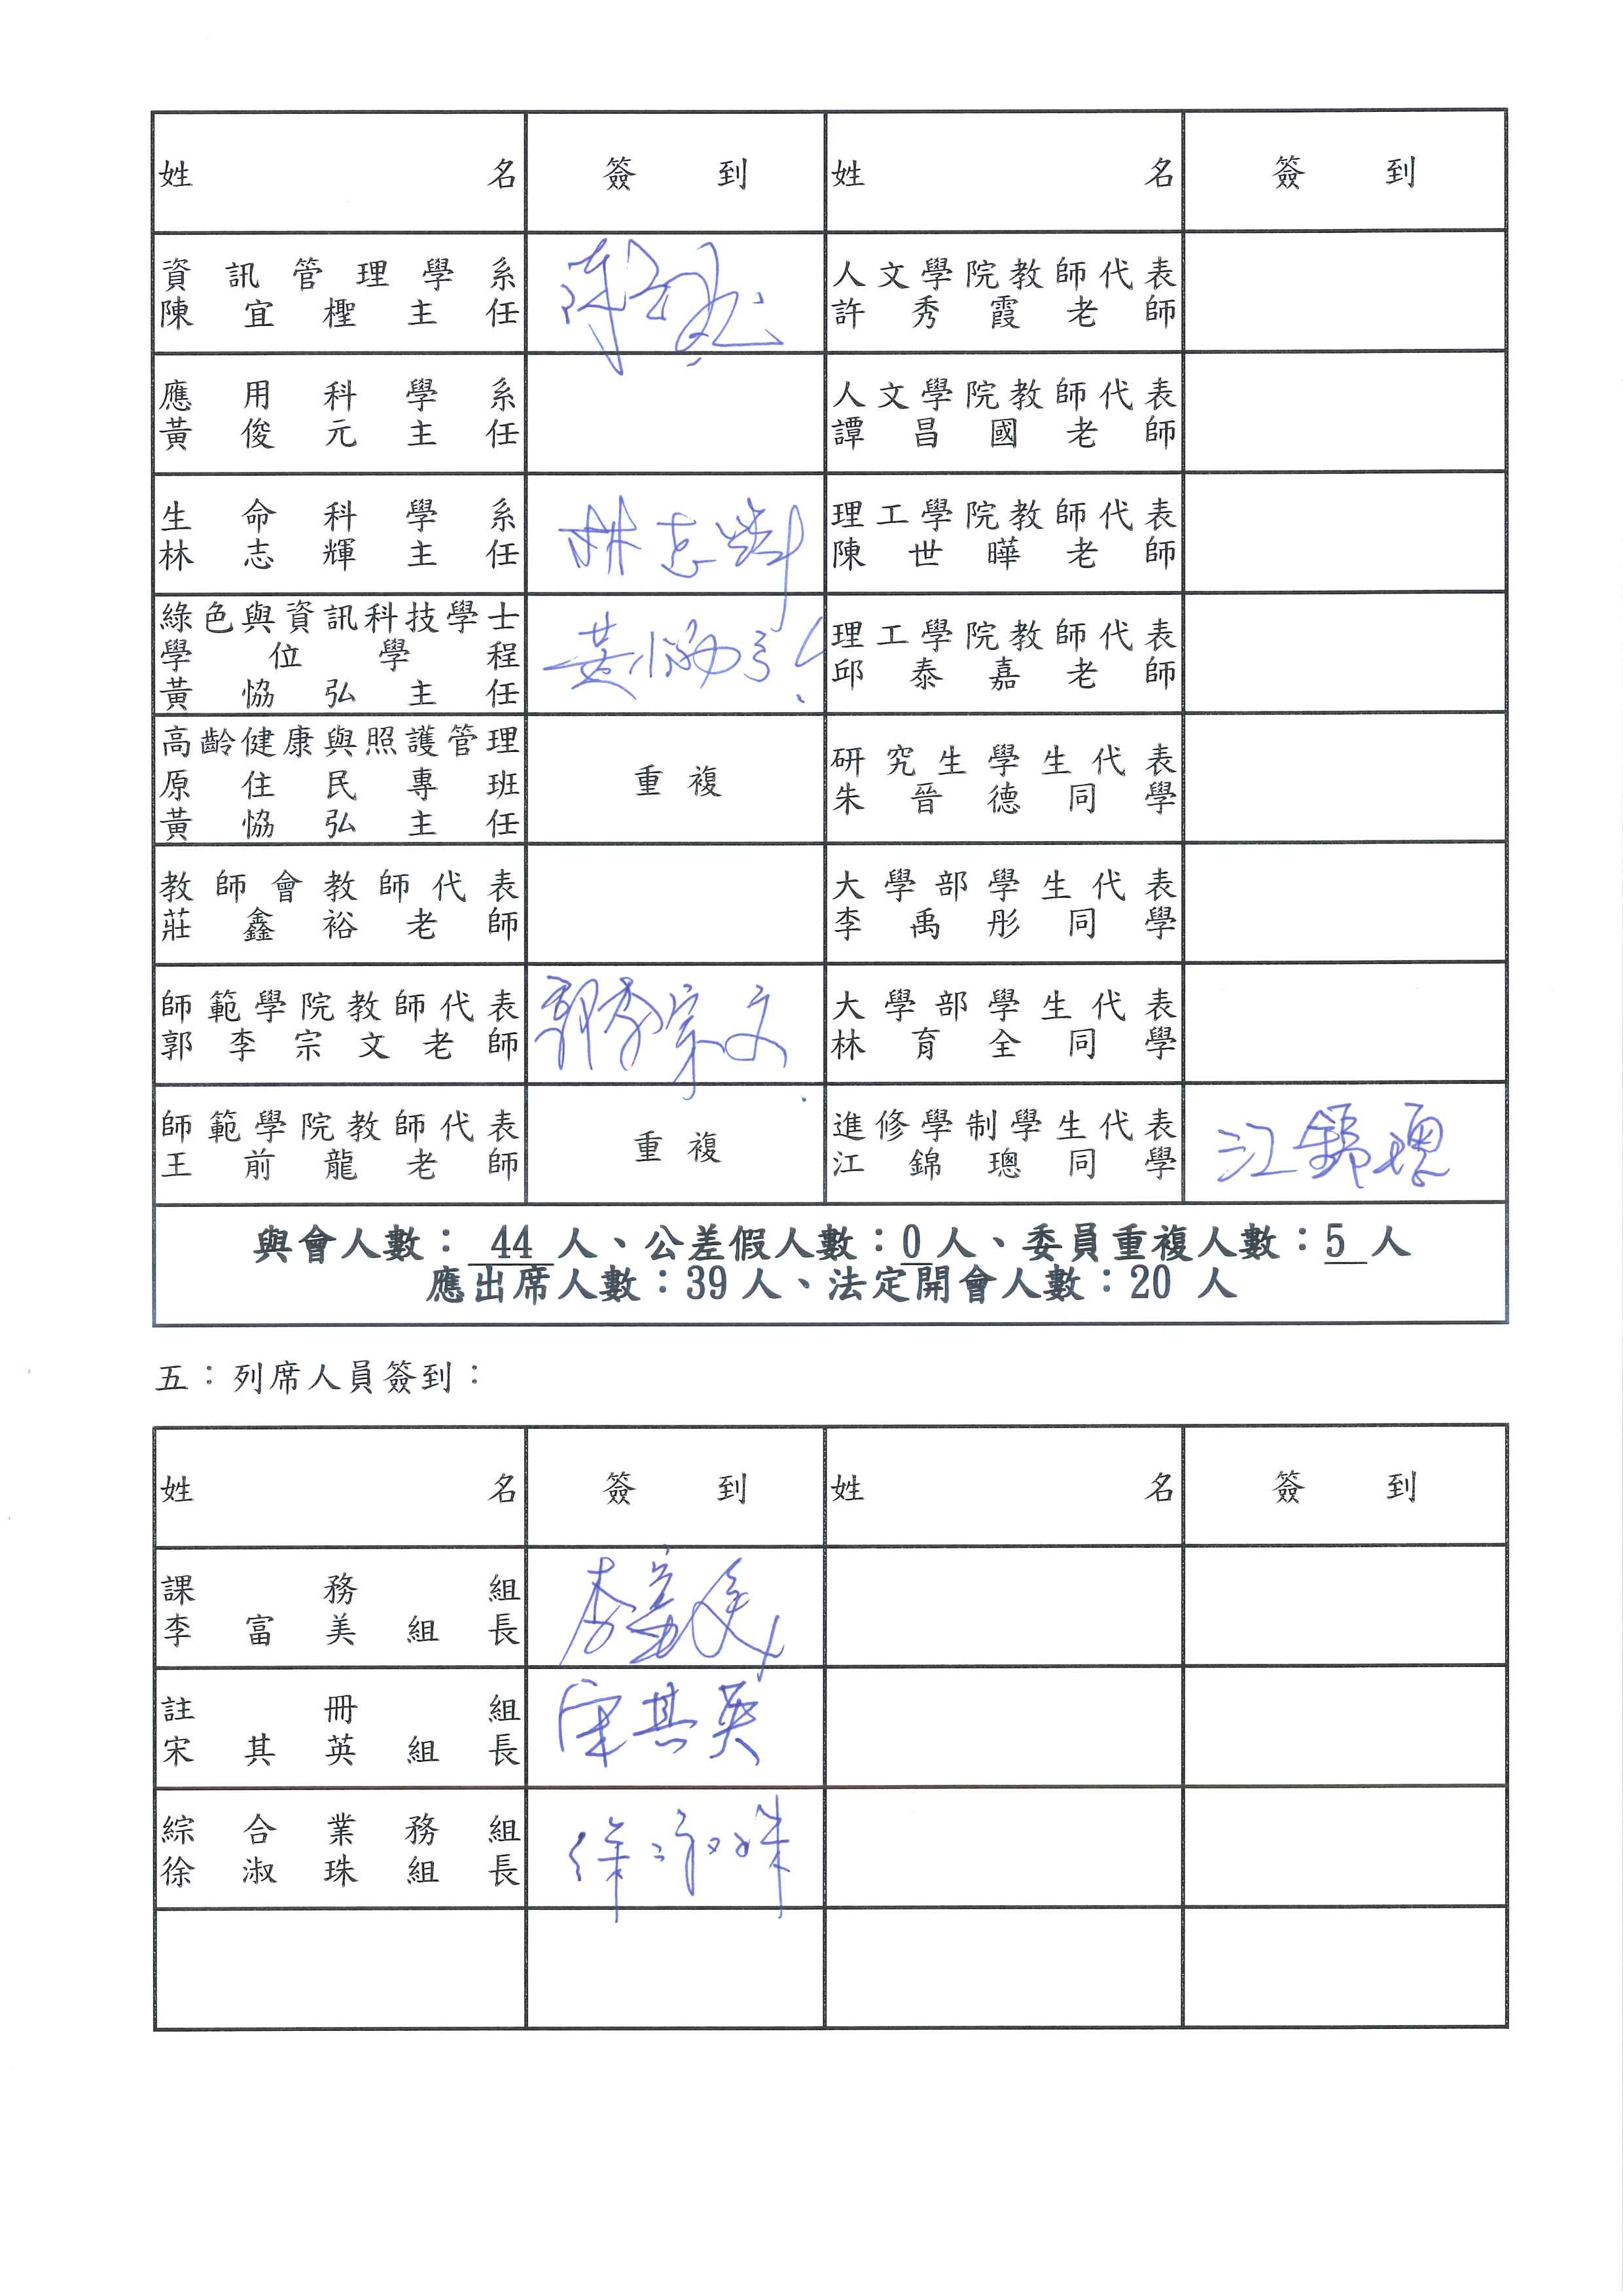 姓名 簽到 姓名 簽到
資訊管理學系
陳宜檉主任
陳宜檉
人文學院教師代表
許秀霞老師
應用科學系
黃俊元主任
人文學院教師代表
譚昌國老師
生命科學系
林志輝主任
林志輝
理工學院教師代表
陳世曄老師
綠色與資訊科技學士
學位學程
黃恊弘主任
黃恊弘
理工學院教師代表
邱泰嘉老師
高齡健康與照護管理
原住民專班
黃恊弘主任
重複
研究生學生代表
朱晉德同學
教師會教師代表
莊鑫裕老師
大學部學生代表
李禹彤同學
師範學院教師代表
郭李宗文老師
郭李宗文
大學部學生代表
林育全同學
師範學院教師代表
王前龍老師
重複
進修學制學生代表
江錦璁同學
江錦璁
與會人數：44人、公差假人數：0人、委員重複人數：5人
應出席人數：39人、法定開會人數：20 人
五：列席人員簽到：
姓名 簽到 姓名 簽到
課務組
李富美組長
李富美
註冊組
宋其英組長
宋其英
綜合業務組
徐淑珠組長
徐淑珠